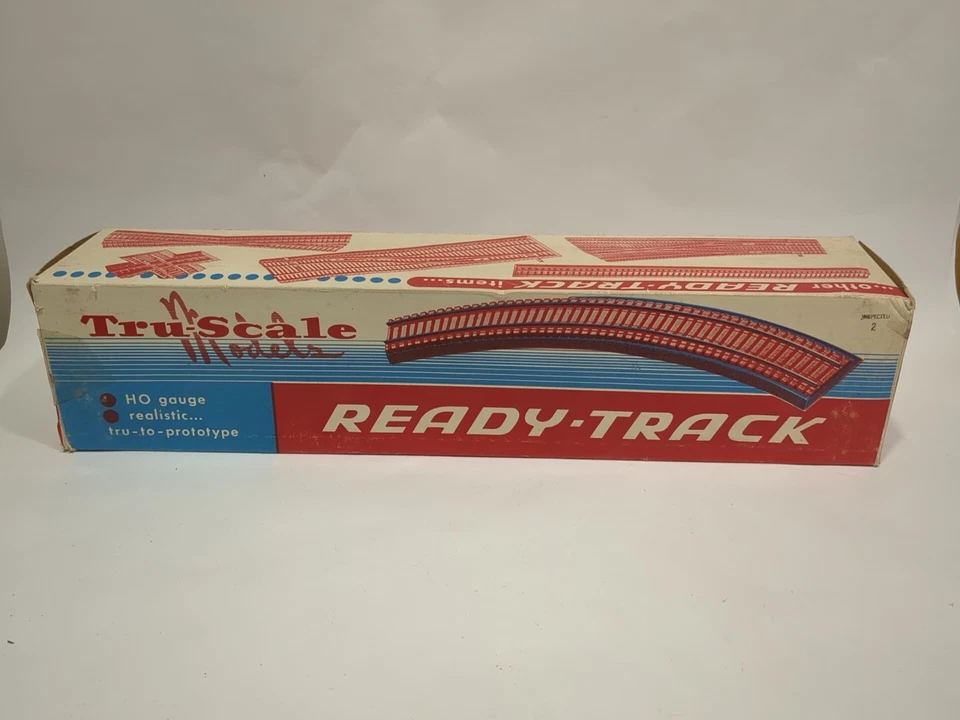 ...other READY-TRACK items...
Tru-Scale
Models
INSPECTED
2
HO gauge
realistic...
tru-to-prototype
READY·TRACK